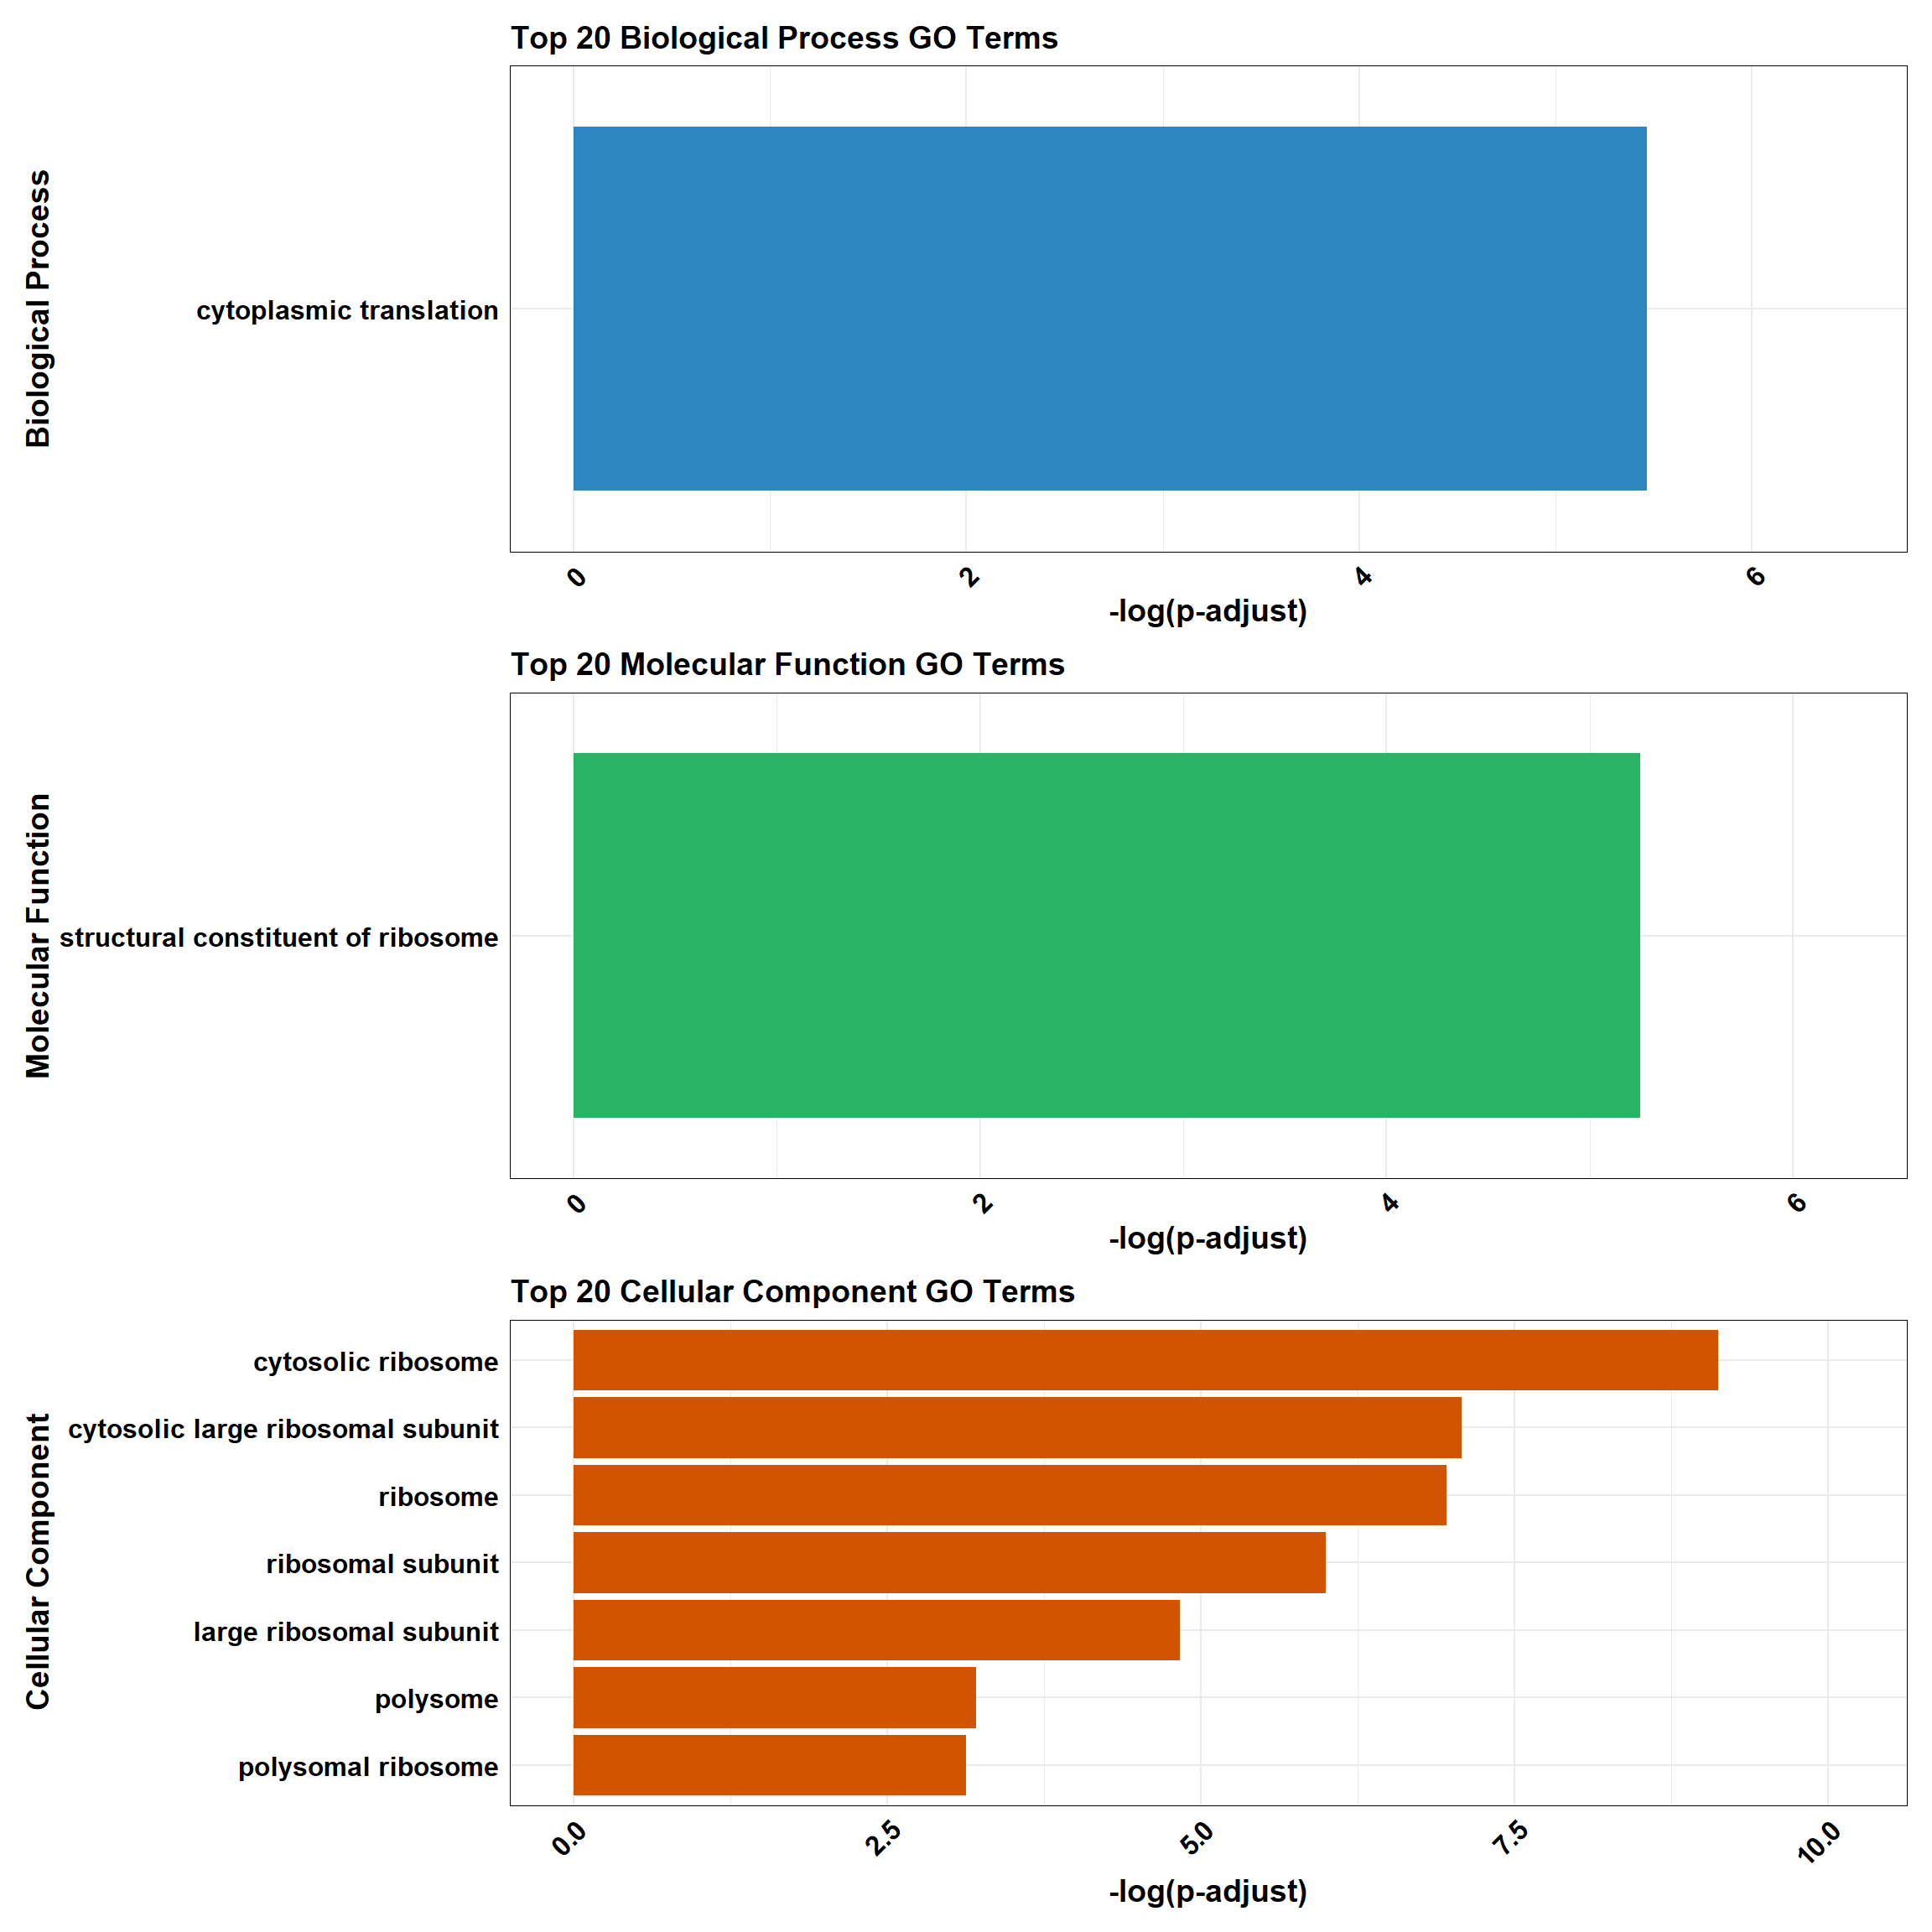 Top 20 Biological Process GO Terms
Biological Process
cytoplasmic translation
0 2 4 6
-log(p-adjust)
Top 20 Molecular Function GO Terms
Molecular Function
structural constituent of ribosome
0 2 4 6
-log(p-adjust)
Top 20 Cellular Component GO Terms
Cellular Component
cytosolic ribosome
cytosolic large ribosomal subunit
ribosome
ribosomal subunit
large ribosomal subunit
polysome
polysomal ribosome
0.0 2.5 5.0 7.5 10.0
-log(p-adjust)